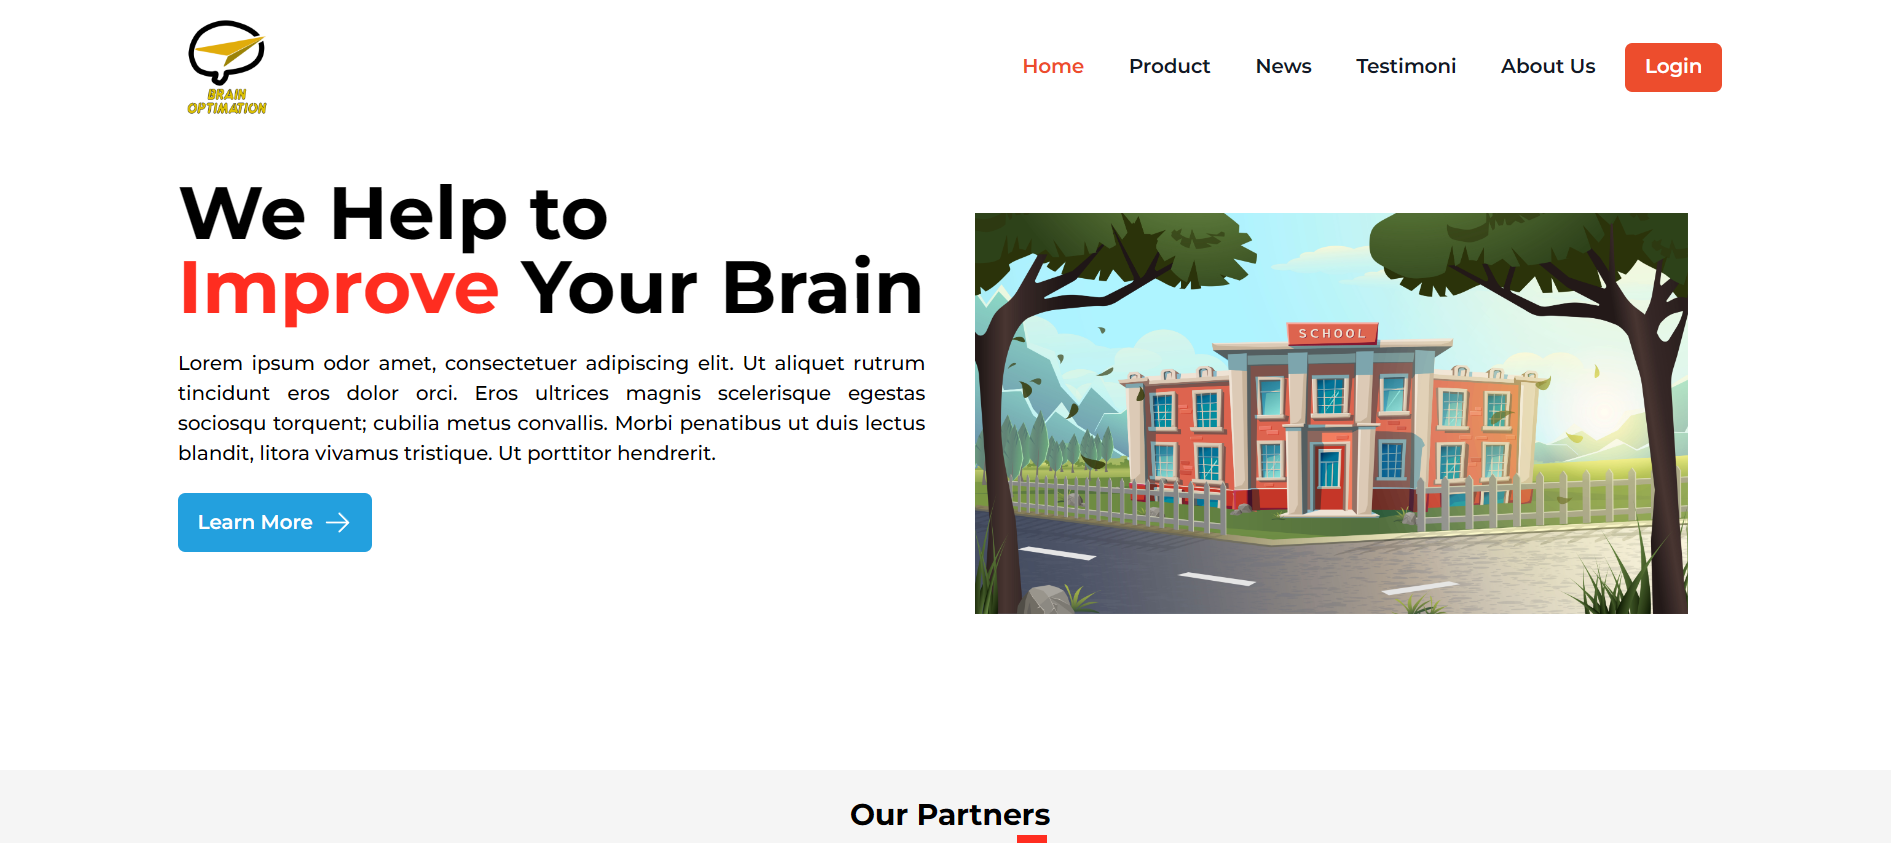 BRAIN
OPTIMATION
Home Product News Testimoni About Us Login
We Help to
Improve Your Brain
Lorem ipsum odor amet, consectetuer adipiscing elit. Ut aliquet rutrum
tincidunt eros dolor orci. Eros ultrices magnis scelerisque egestas
sociosqu torquent; cubilia metus convallis. Morbi penatibus ut duis lectus
blandit, litora vivamus tristique. Ut porttitor hendrerit.
Learn More
SCHOOL
Our Partners